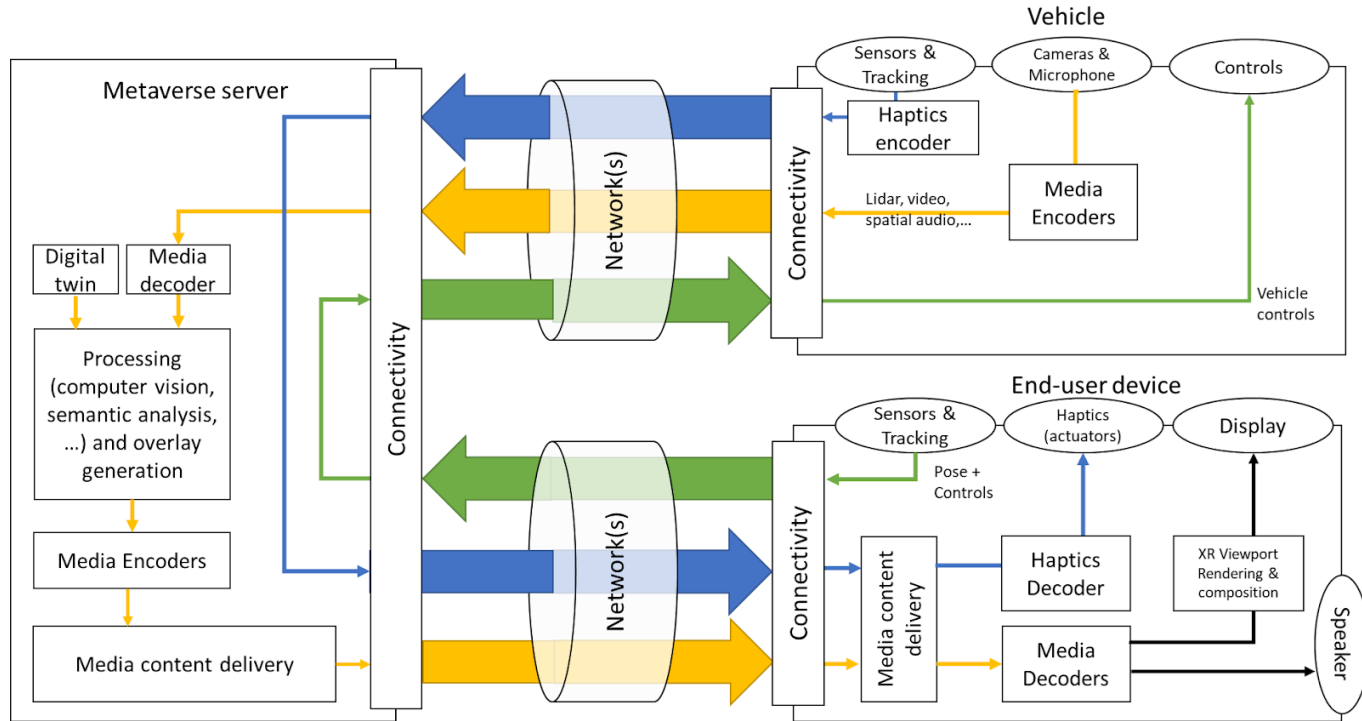 Metaverse server
Digital
twin
Media
decoder
Processing
(computer vision,
semantic analysis,
…) and overlay
generation
Media Encoders
Media content delivery
Connectivity
Network(s)
Network(s)
Vehicle
Sensors &
Tracking
Cameras &
Microphone
Controls
Haptics
encoder
Media
Encoders
Lidar, video,
spatial audio,…
Connectivity
Vehicle
controls
End-user device
Sensors &
Tracking
Haptics
(actuators)
Display
Pose +
Controls
Connectivity
Media content
delivery
Haptics
Decoder
XR Viewport
Rendering &
composition
Media
Decoders
Speaker